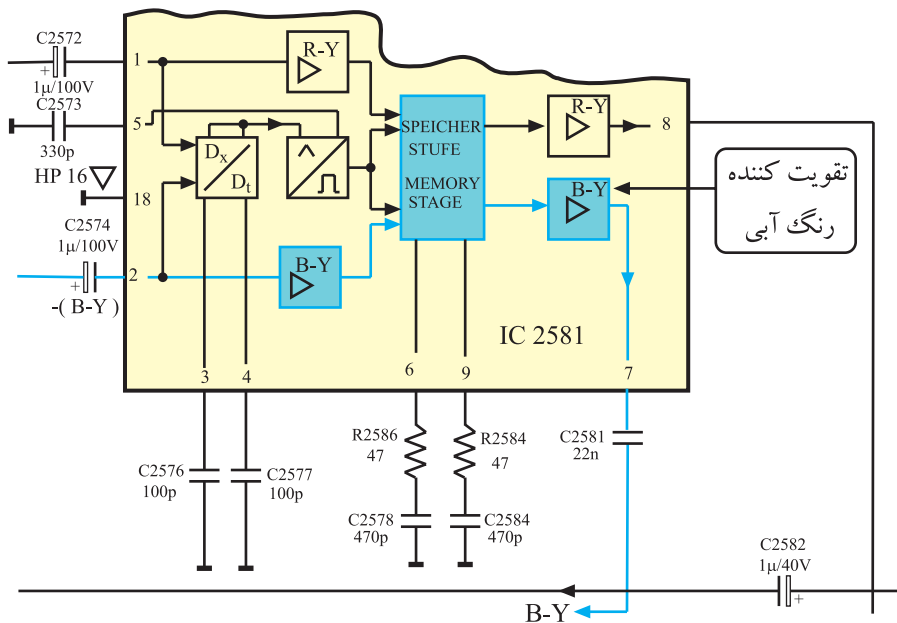 C2572
+
1µ/100V
C2573
330p
HP 16
C2574
1µ/100V
+
-( B-Y )
1
5
18
2
R-Y
Dx
Dt
B-Y
SPEICHER
STUFE
MEMORY
STAGE
R-Y
8
B-Y
تقویت کننده
رنگ آبی
IC 2581
3
4
6
9
7
R2586
47
R2584
47
C2581
22n
C2576
100p
C2577
100p
C2578
470p
C2584
470p
C2582
1µ/40V
+
B-Y